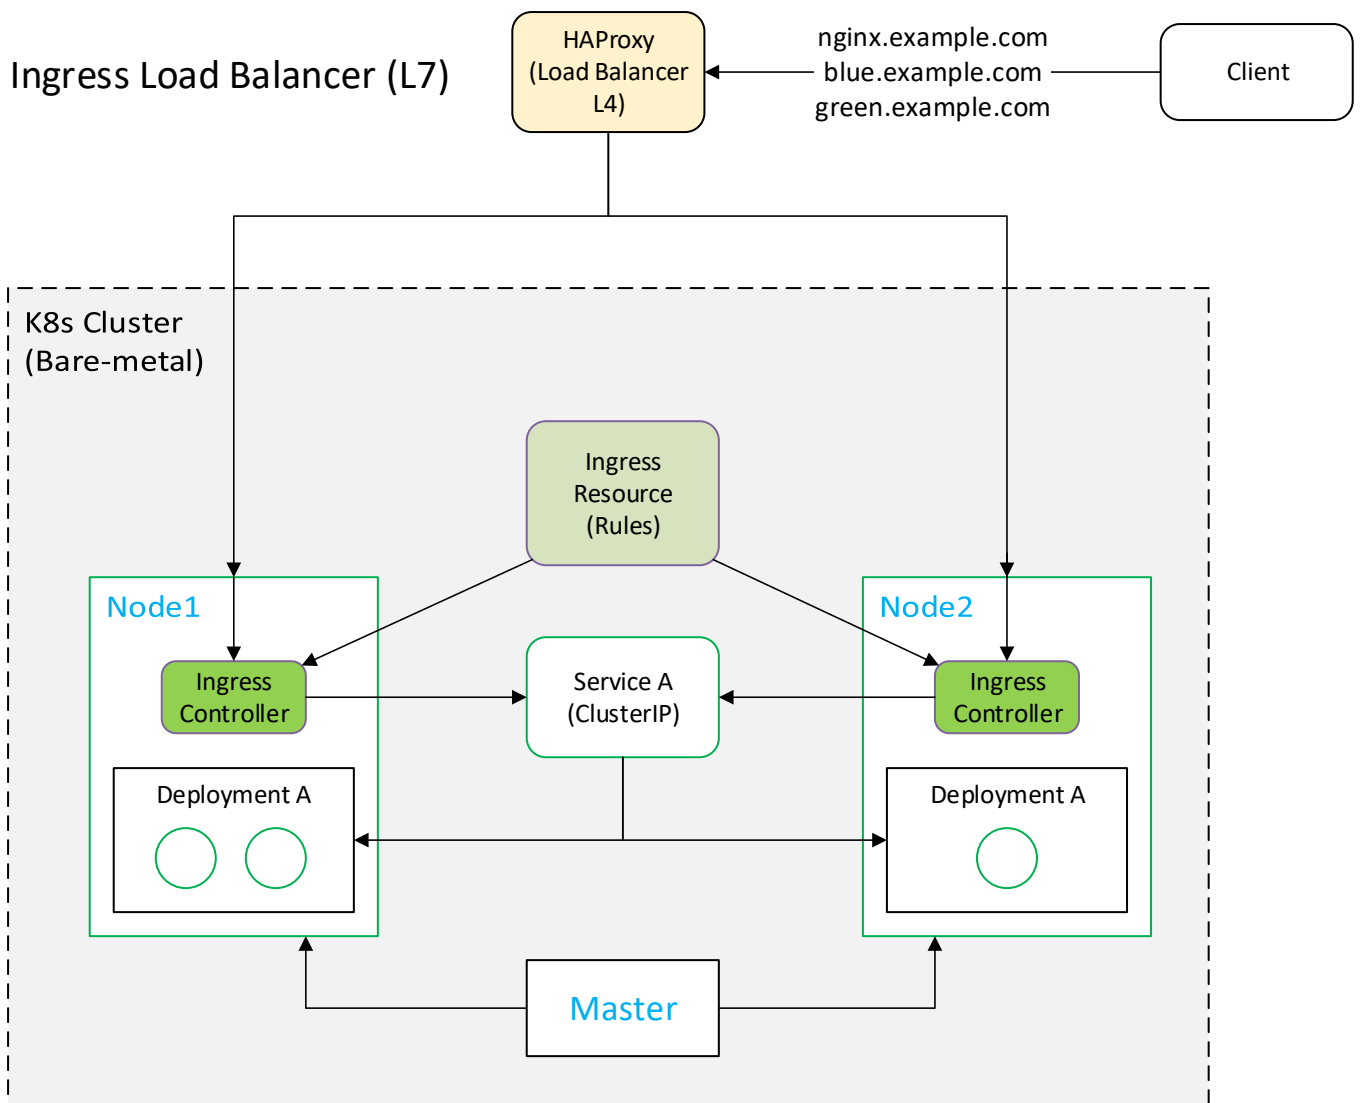 Ingress Load Balancer (L7)
HAProxy
(Load Balancer
L4)
nginx.example.com
blue.example.com
green.example.com
Client
K8s Cluster
(Bare-metal)
Ingress
Resource
(Rules)
Node1
Node2
Ingress
Controller
Service A
(ClusterIP)
Ingress
Controller
Deployment A
Deployment A
Master